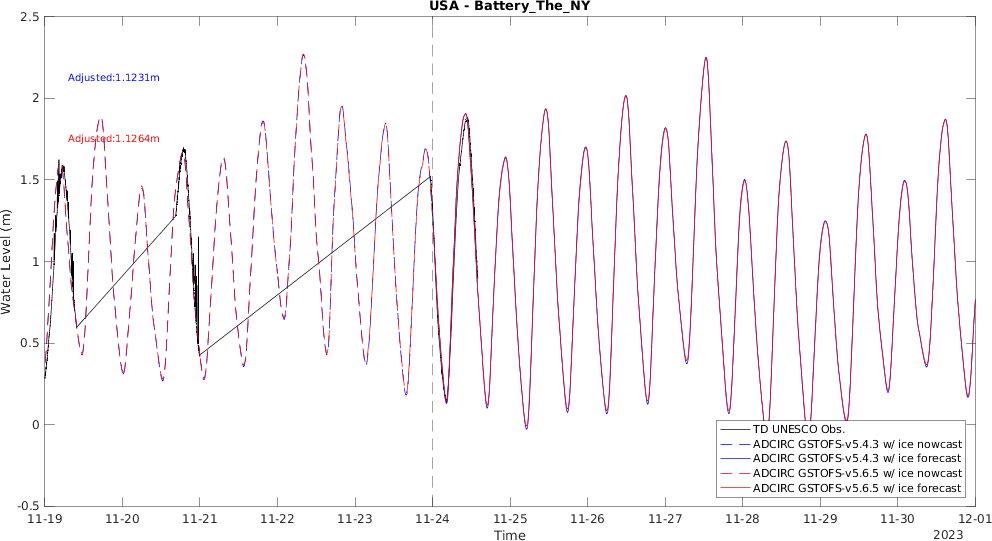 USA - Battery_The_NY
2.5
Adjusted:1.1231m
2
Adjusted:1.1264m
1.5
1
0.5
0
-0.5
Water Level (m)
TD UNESCO Obs.
ADCIRC GSTOFS-v5.4.3 w/ ice nowcast
ADCIRC GSTOFS-v5.4.3 w/ ice forecast
ADCIRC GSTOFS-v5.6.5 w/ ice nowcast
ADCIRC GSTOFS-v5.6.5 w/ ice forecast
11-19 11-20 11-21 11-22 11-23 11-24 11-25 11-26 11-27 11-28 11-29 11-30 12-01
Time
2023